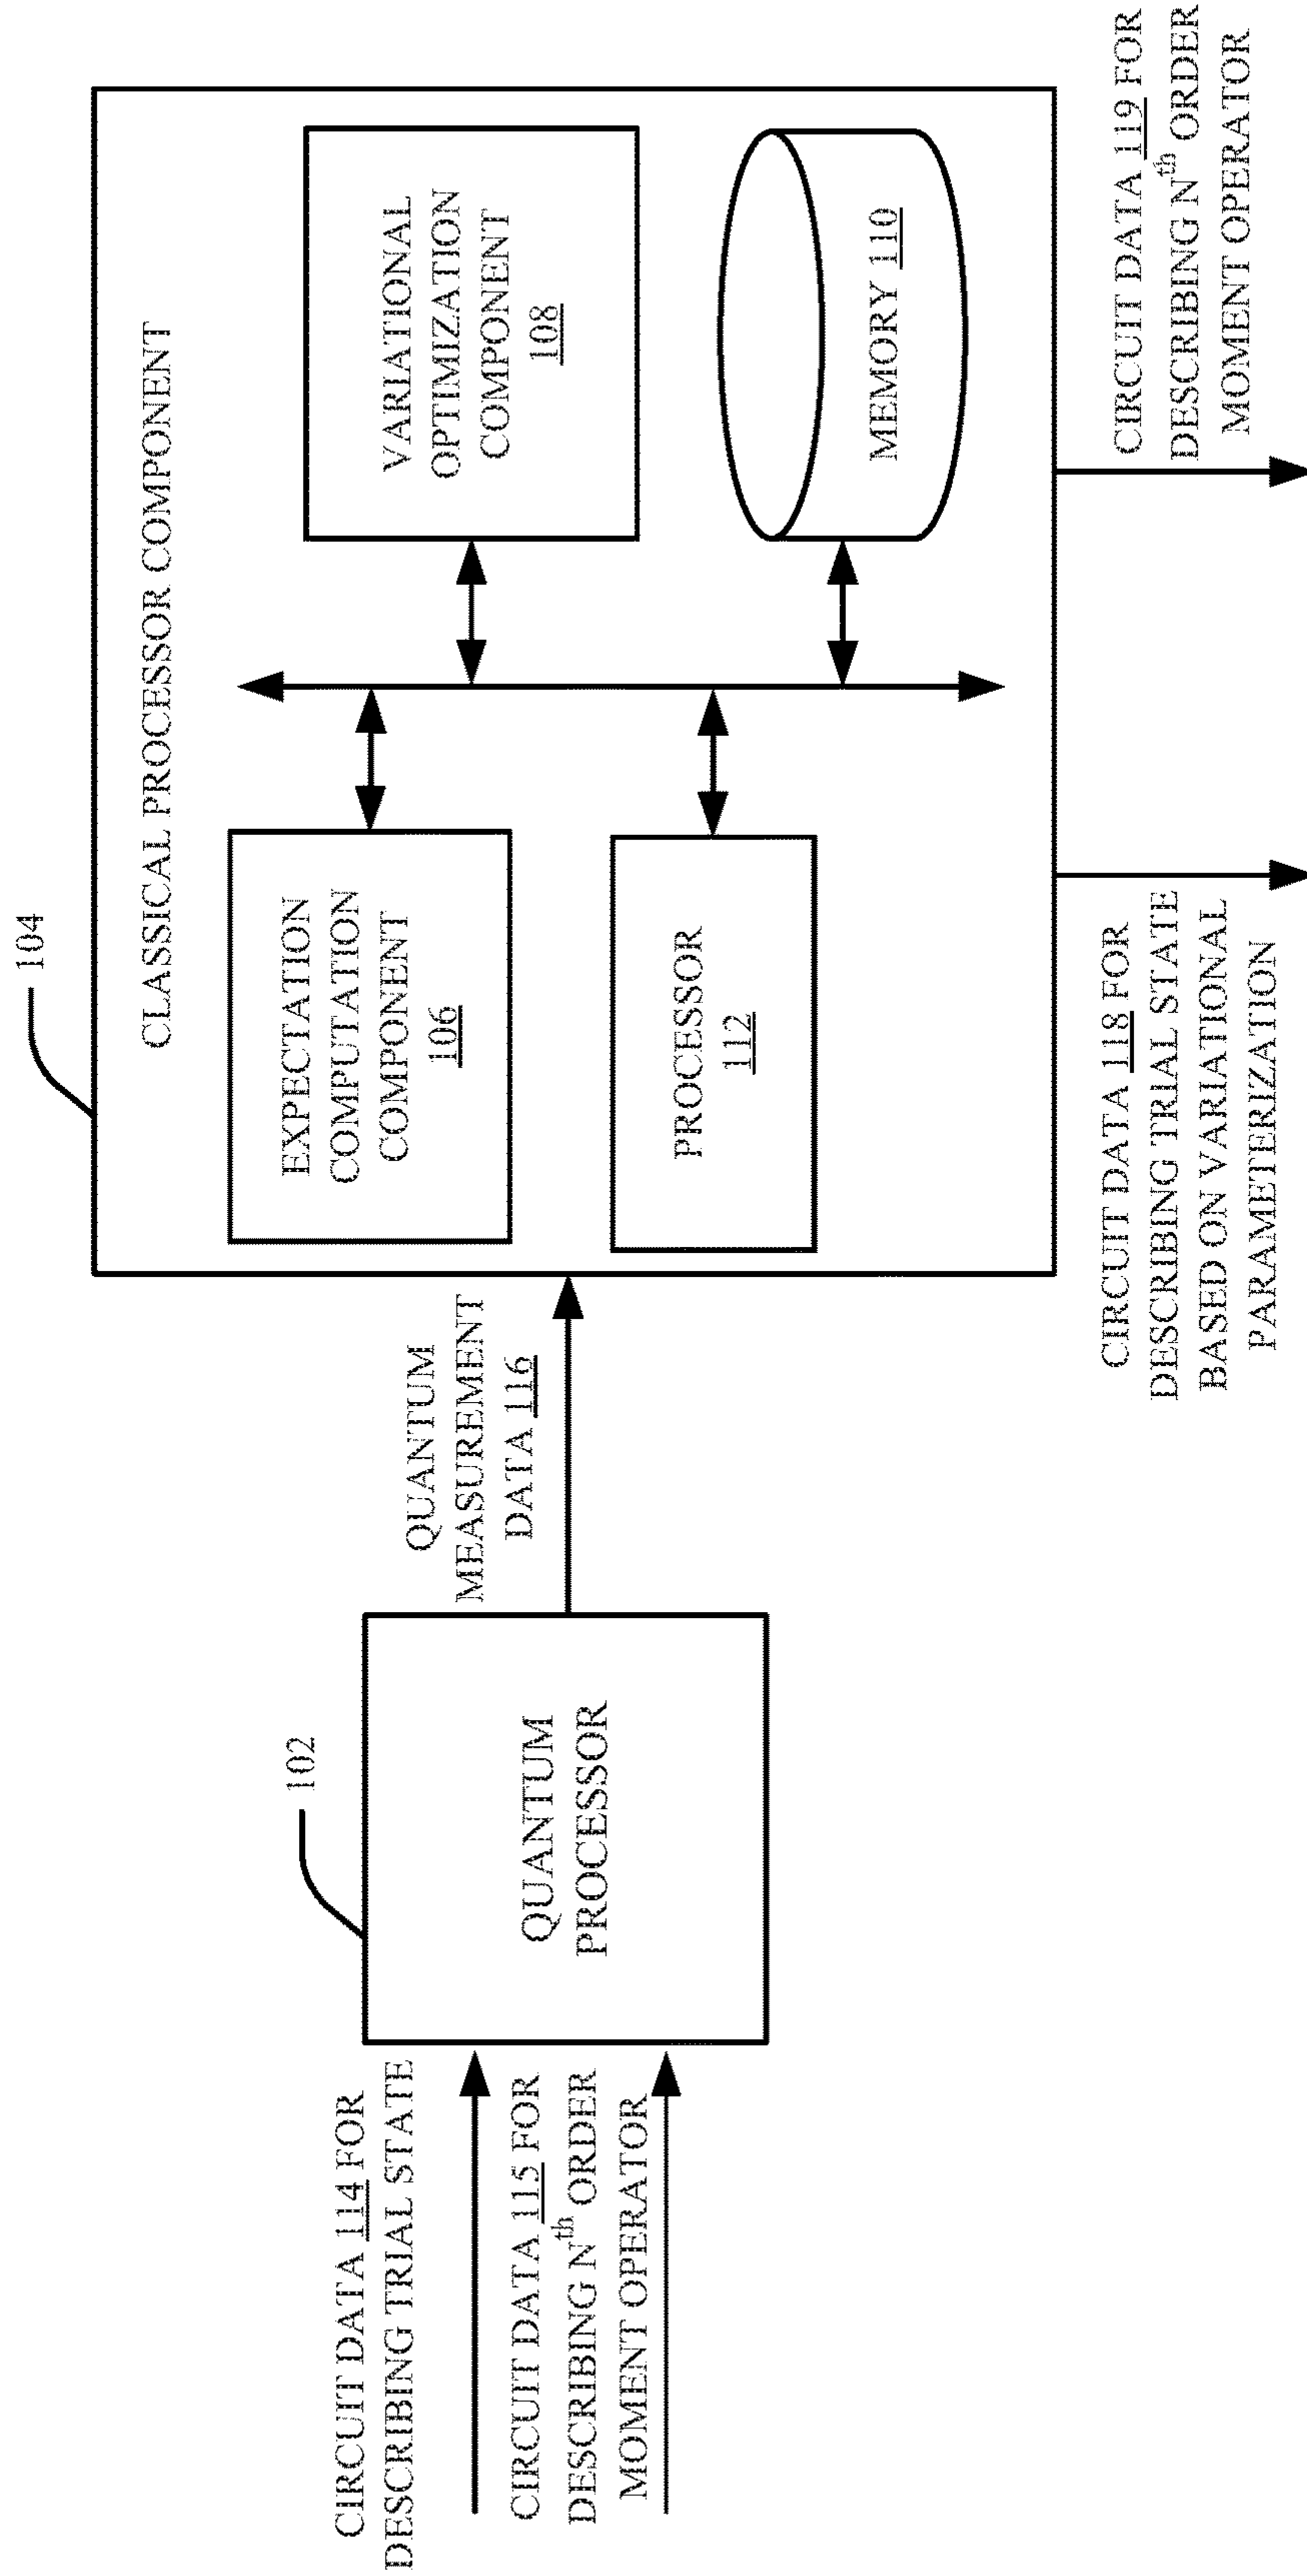 104
CLASSICAL PROCESSOR COMPONENT
EXPECTATION
COMPUTATION
COMPONENT
106
VARIATIONAL
OPTIMIZATION
COMPONENT
108
PROCESSOR
112
MEMORY 110
102
QUANTUM
PROCESSOR
QUANTUM
MEASUREMENT
DATA 116
CIRCUIT DATA 114 FOR
DESCRIBING TRIAL STATE
CIRCUIT DATA 115 FOR
DESCRIBING Nth ORDER
MOMENT OPERATOR
CIRCUIT DATA 118 FOR
DESCRIBING TRIAL STATE
BASED ON VARIATIONAL
PARAMETERIZATION
CIRCUIT DATA 119 FOR
DESCRIBING Nth ORDER
MOMENT OPERATOR